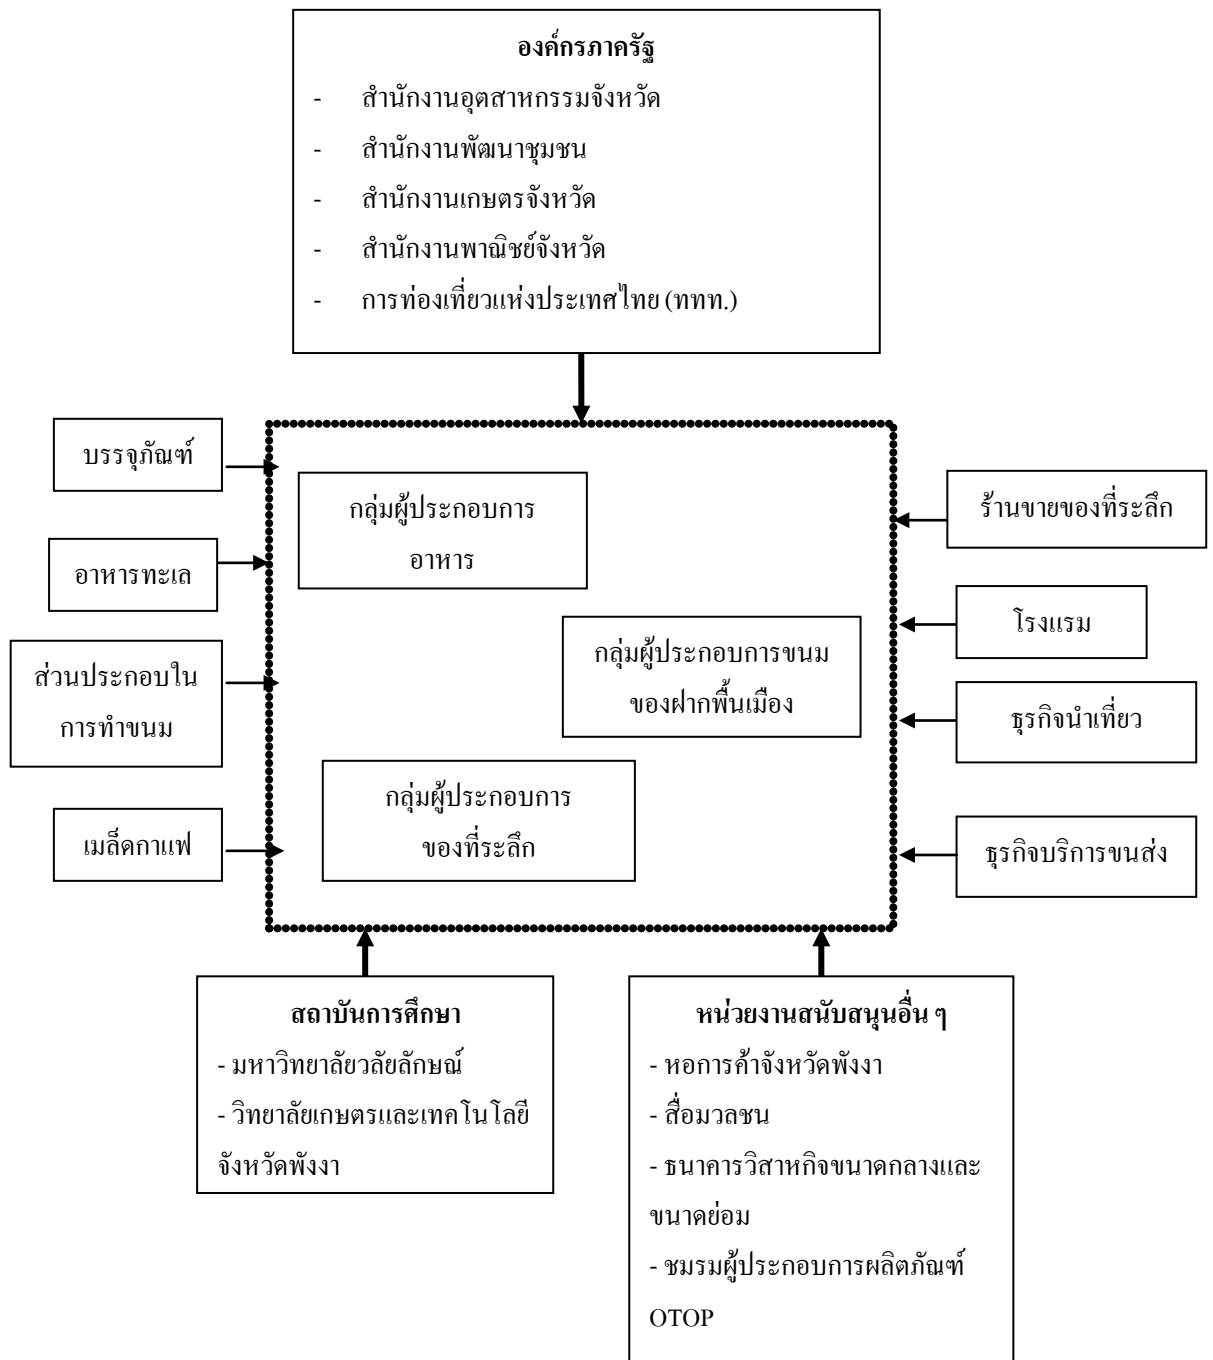 องค์กรภาครัฐ
- สำนักงานอุตสาหกรรมจังหวัด
- สำนักงานพัฒนาชุมชน
- สำนักงานเกษตรจังหวัด
- สำนักงานพาณิชย์จังหวัด
- การท่องเที่ยวแห่งประเทศไทย (ททท.)
บรรจุภัณฑ์
อาหารทะเล
ส่วนประกอบใน
การทำขนม
เมล็ดกาแฟ
กลุ่มผู้ประกอบการ
อาหาร
กลุ่มผู้ประกอบการขนม
ของฝากพื้นเมือง
กลุ่มผู้ประกอบการ
ของที่ระลึก
ร้านขายของที่ระลึก
โรงแรม
ธุรกิจนำเที่ยว
ธุรกิจบริการขนส่ง
สถาบันการศึกษา
- มหาวิทยาลัยวลัยลักษณ์
- วิทยาลัยเกษตรและเทคโนโลยี
จังหวัดพังงา
หน่วยงานสนับสนุนอื่น ๆ
- หอการค้าจังหวัดพังงา
- สื่อมวลชน
- ธนาคารวิสาหกิจขนาดกลางและ
ขนาดย่อม
- ชมรมผู้ประกอบการผลิตภัณฑ์
OTOP